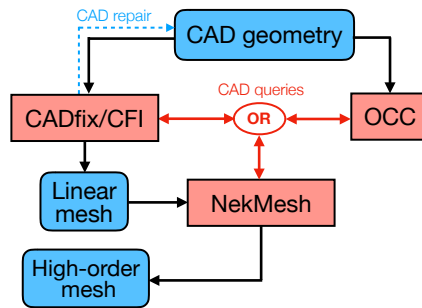 CAD repair
CAD geometry
CAD queries
CADfix/CFI
OR
OCC
Linear
mesh
NekMesh
High-order
mesh